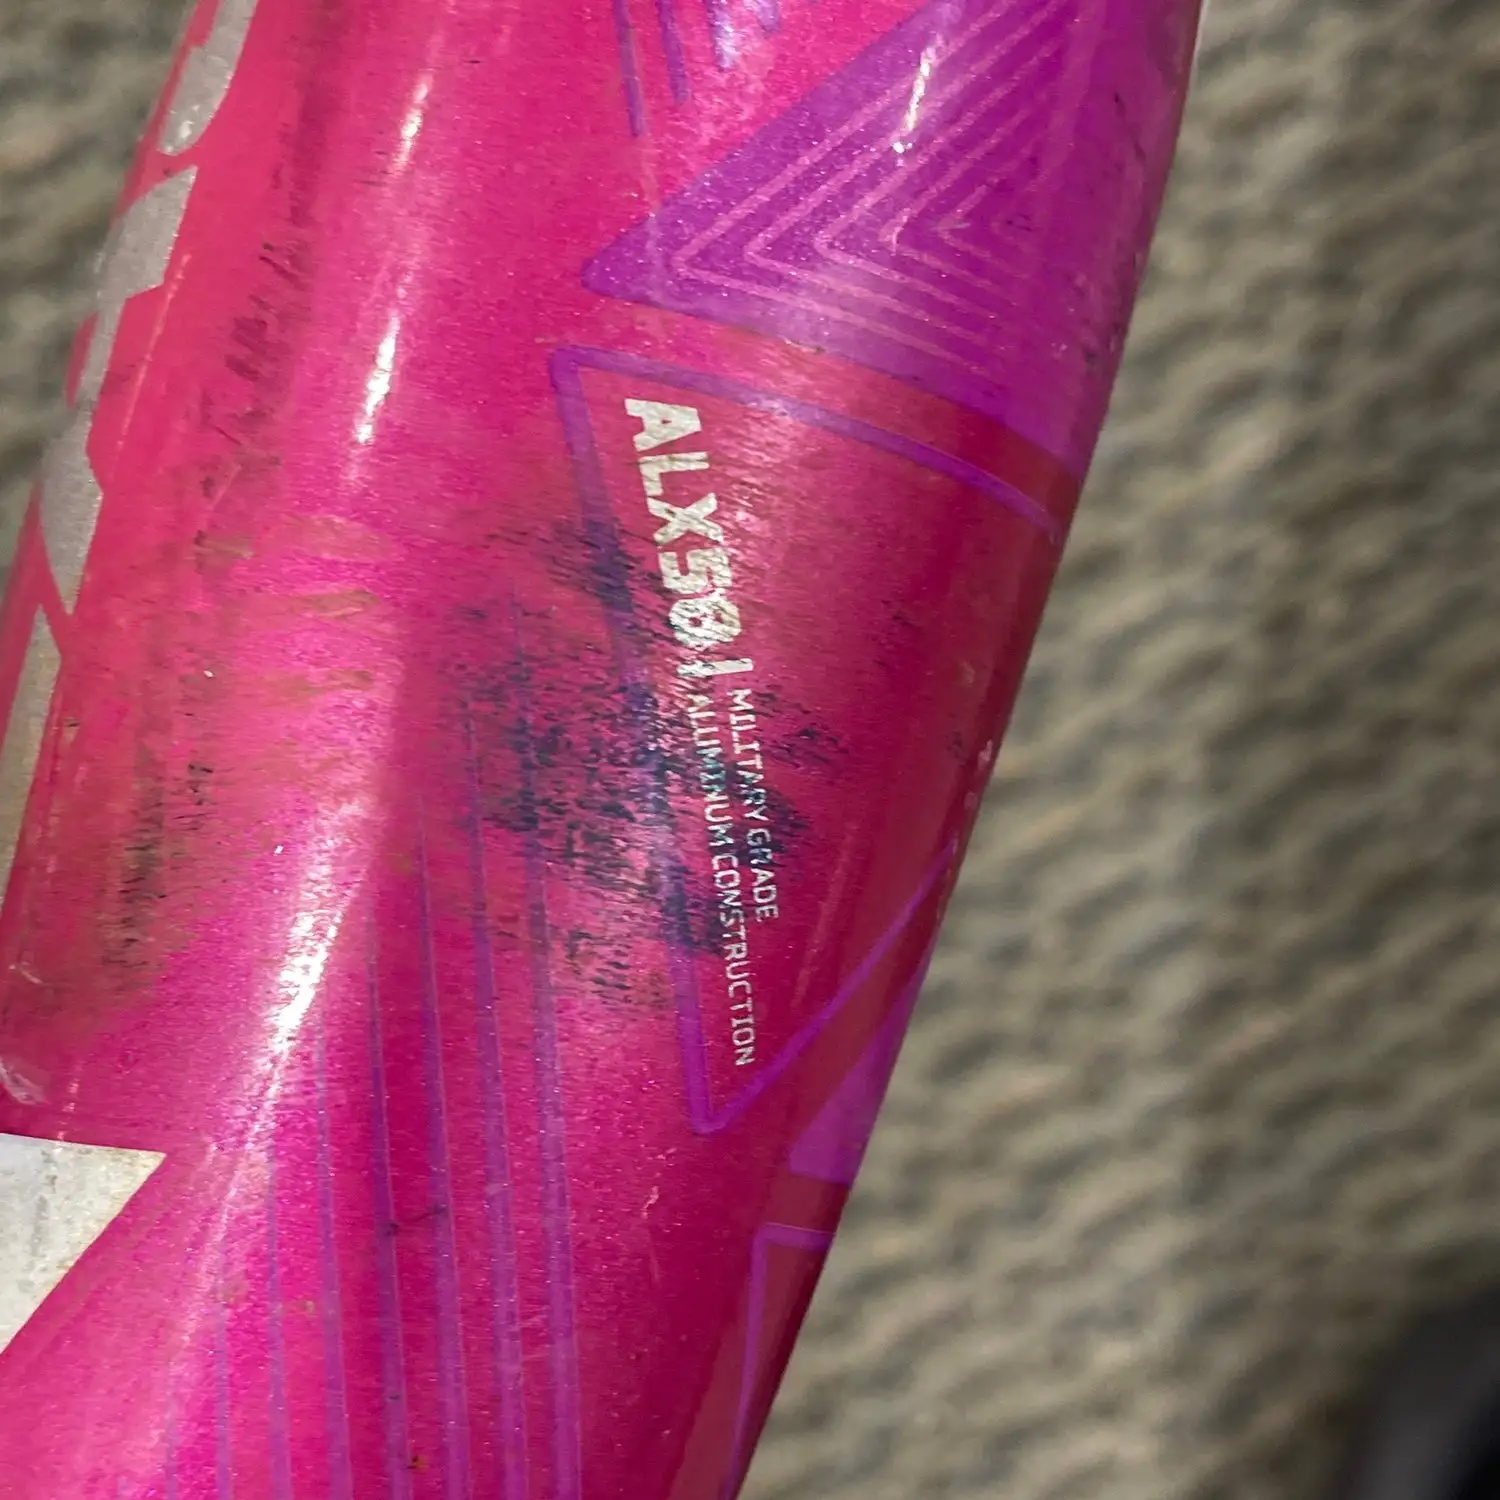 ALX50 | MILITARY GRADE
ALUMINUM CONSTRUCTION